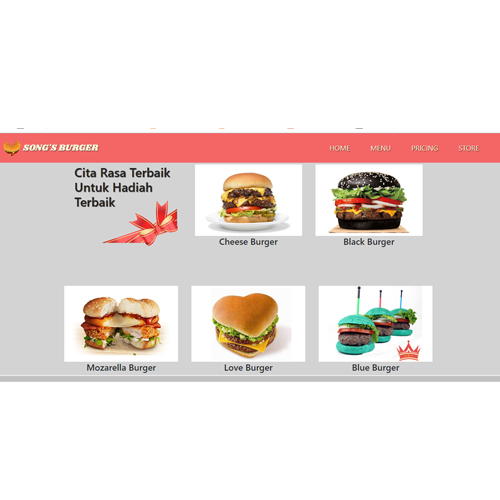 SONG'S BURGER
HOME MENU PRICING STORE
Cita Rasa Terbaik
Untuk Hadiah
Terbaik
Cheese Burger
Black Burger
Mozarella Burger
Love Burger
Blue Burger